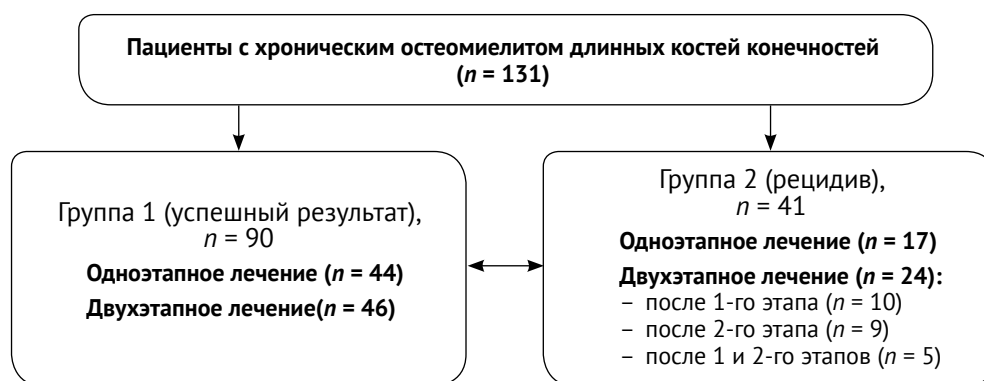 Пациенты с хроническим остеомиелитом длинных костей конечностей
(n = 131)
Группа 1 (успешный результат),
n = 90
Одноэтапное лечение (n = 44)
Двухэтапное лечение(n = 46)
Группа 2 (рецидив),
n = 41
Одноэтапное лечение (n = 17)
Двухэтапное лечение (n = 24):
– после 1-го этапа (n = 10)
– после 2-го этапа (n = 9)
– после 1 и 2-го этапов (n = 5)